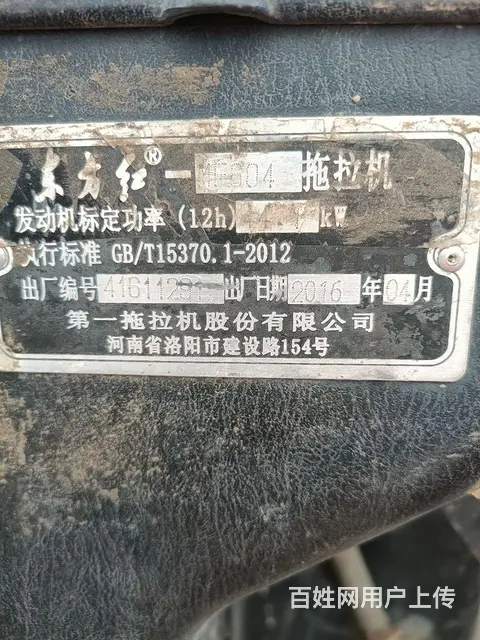 东方红®— 604 拖拉机
发动机标定功率(12h) kW
执行标准 GB/T15370.1-2012
出厂编号 41611281 出厂日期 2016 年 04 月
第一拖拉机股份有限公司
河南省洛阳市建设路154号
百姓网用户上传